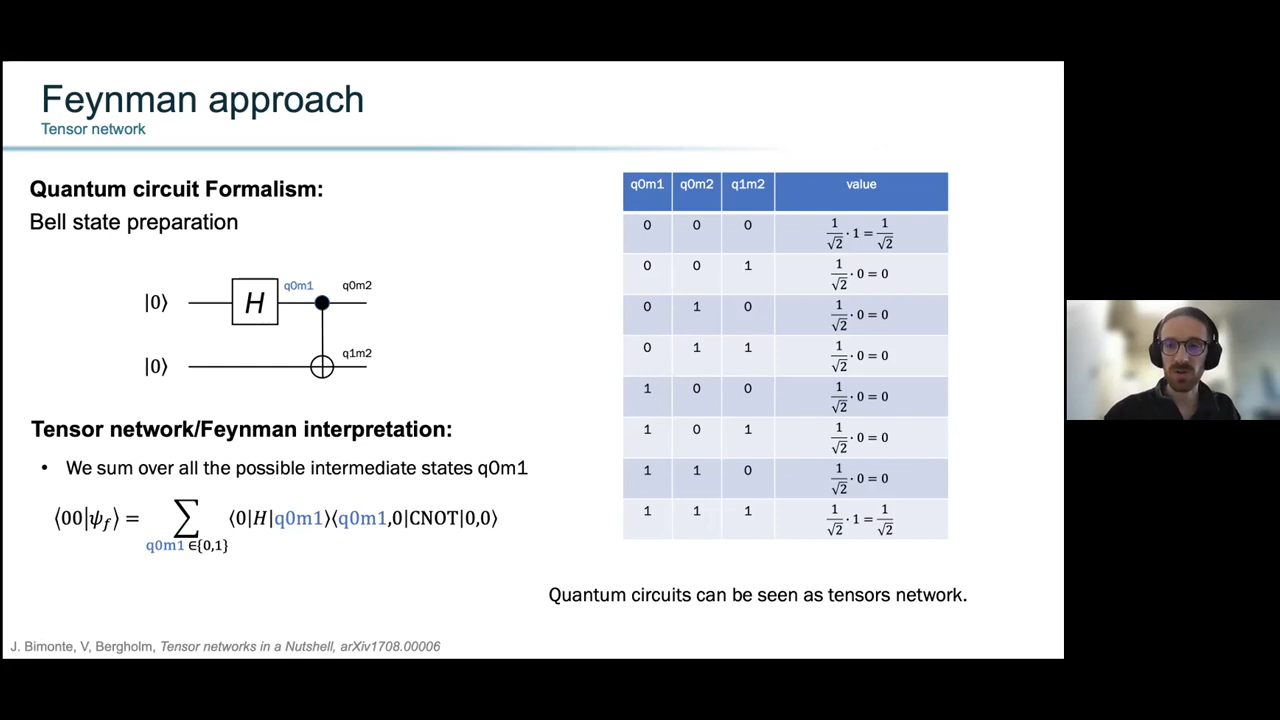 Feynman approach
Tensor network
Quantum circuit Formalism:
Bell state preparation
|0⟩ H q0m1 q0m2
|0⟩ q1m2
Tensor network/Feynman interpretation:
• We sum over all the possible intermediate states q0m1
⟨00|ψ_f⟩ = ∑ ⟨0|H|q0m1⟩⟨q0m1,0|CNOT|0,0⟩
q0m1 ∈{0,1}
q0m1 q0m2 q1m2 value
0 0 0 1/√2 · 1 = 1/√2
0 0 1 1/√2 · 0 = 0
0 1 0 1/√2 · 0 = 0
0 1 1 1/√2 · 0 = 0
1 0 0 1/√2 · 0 = 0
1 0 1 1/√2 · 0 = 0
1 1 0 1/√2 · 0 = 0
1 1 1 1/√2 · 1 = 1/√2
Quantum circuits can be seen as tensors network.
J. Bimonte, V, Bergholm, Tensor networks in a Nutshell, arXiv1708.00006